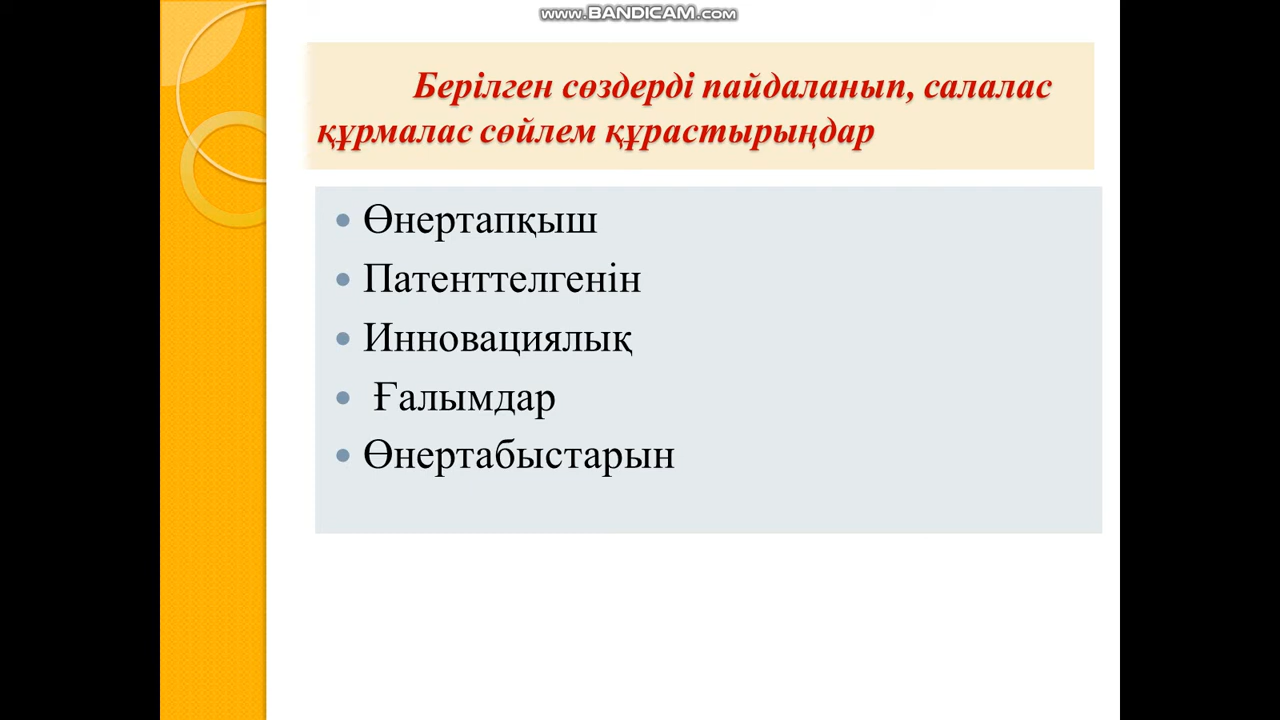 www.BANDICAM.com
Берілген сөздерді пайдаланып, салалас
құрмалас сөйлем құрастырыңдар
• Өнертапқыш
• Патенттелгенін
• Инновациялық
• Ғалымдар
• Өнертабыстарын